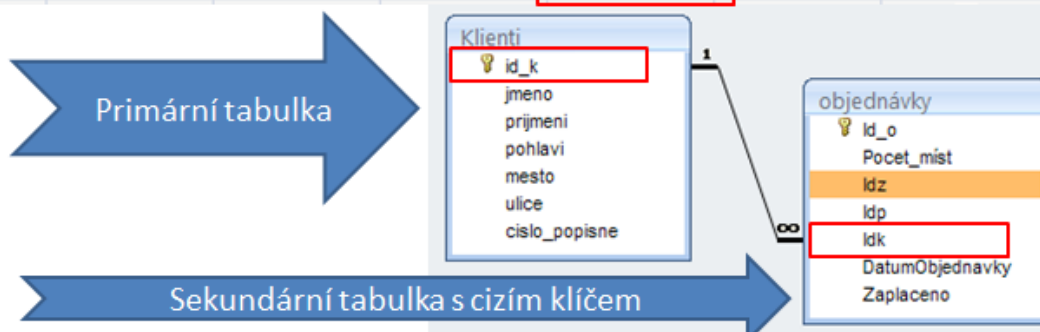 Primární tabulka
Klienti
id_k
jmeno
prijmeni
pohlavi
mesto
ulice
cislo_popisne
1
∞
objednávky
Id_o
Pocet_míst
Idz
Idp
Idk
DatumObjednavky
Zaplaceno
Sekundární tabulka s cizím klíčem